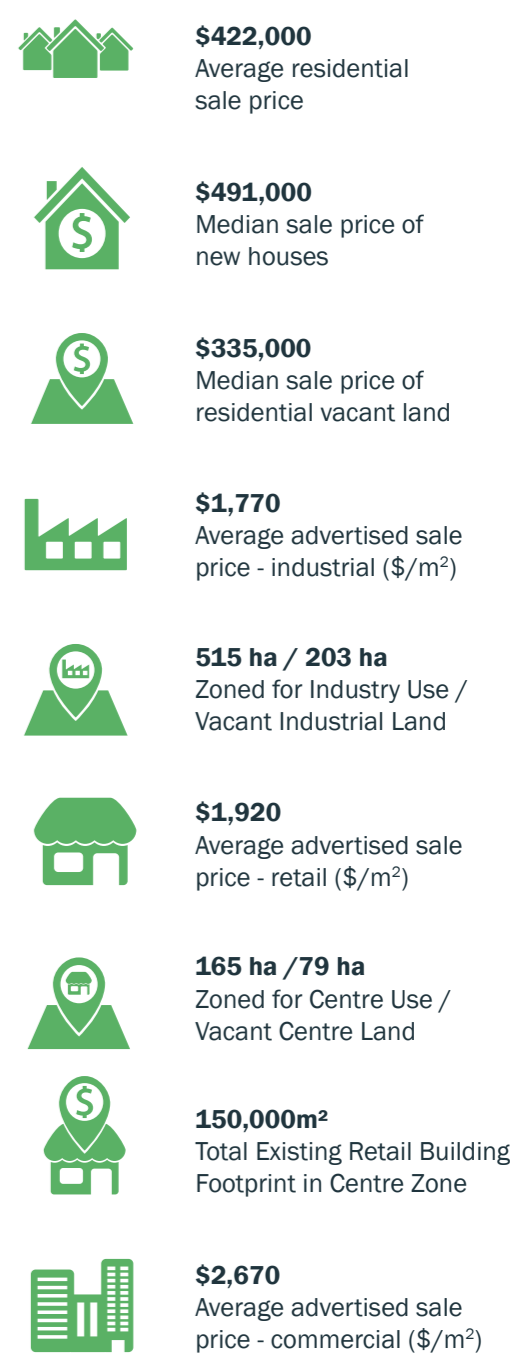 $422,000
Average residential
sale price
$491,000
Median sale price of
new houses
$335,000
Median sale price of
residential vacant land
$1,770
Average advertised sale
price - industrial ($/m²)
515 ha / 203 ha
Zoned for Industry Use /
Vacant Industrial Land
$1,920
Average advertised sale
price - retail ($/m²)
165 ha /79 ha
Zoned for Centre Use /
Vacant Centre Land
150,000m²
Total Existing Retail Building
Footprint in Centre Zone
$2,670
Average advertised sale
price - commercial ($/m²)